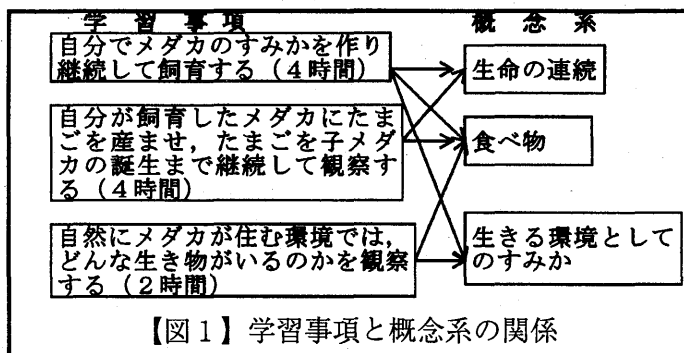 学習事項
概念系
自分でメダカのすみかを作り
継続して飼育する（4時間）
生命の連続
自分が飼育したメダカにたま
ごを産ませ，たまごを子メダ
カの誕生まで継続して観察す
る（4時間）
食べ物
自然にメダカが住む環境では，
どんな生き物がいるのかを観察
する（2時間）
生きる環境として
のすみか
【図1】学習事項と概念系の関係